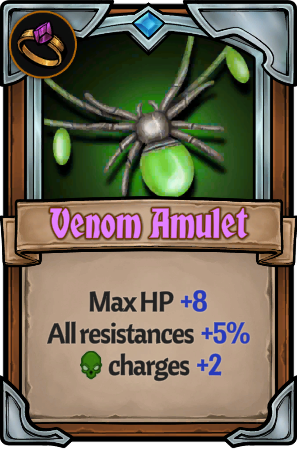 Venom Amulet
Max HP +8
All resistances +5%
charges +2